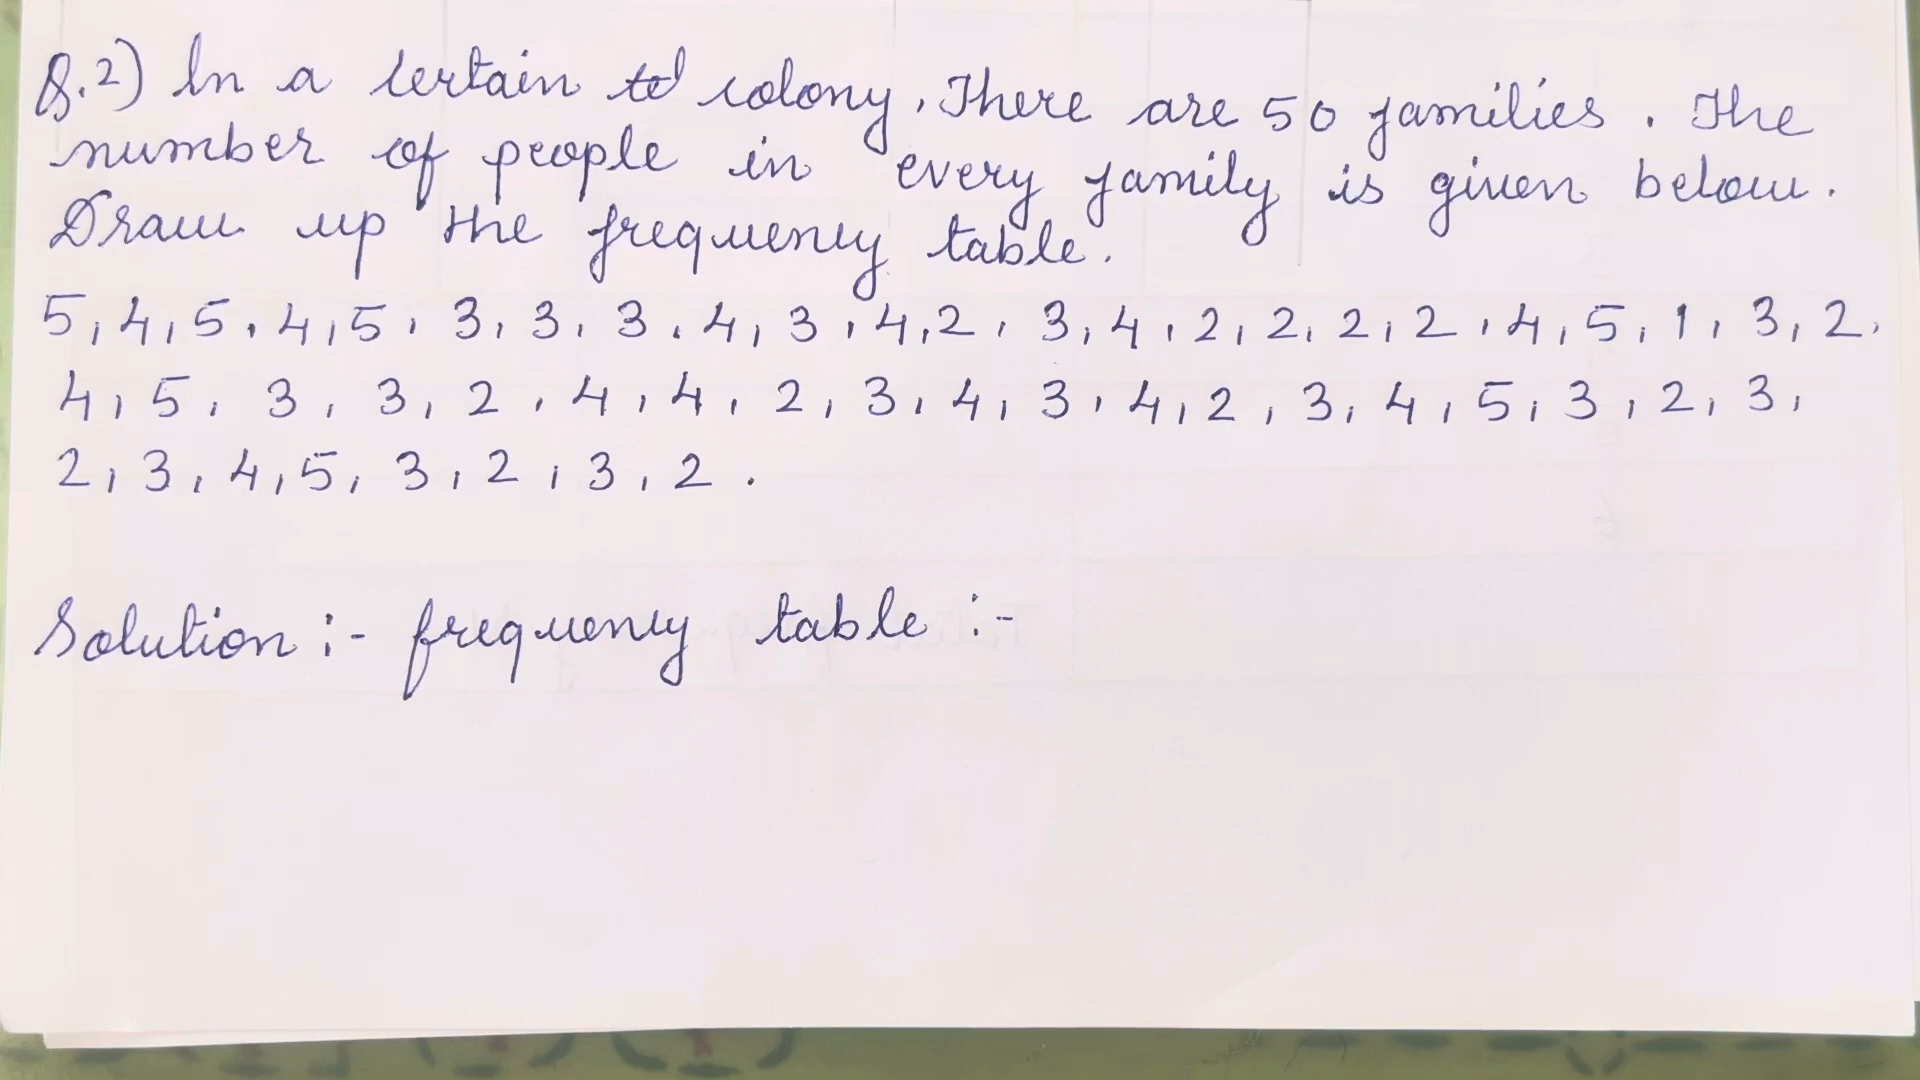 Q.2) In a certain colony, There are 50 families. The
number of people in every family is given below.
Draw up the frequency table.
5, 4, 5, 4, 5, 3, 3, 3, 4, 3, 4, 2, 3, 4, 2, 2, 2, 2, 4, 5, 1, 3, 2,
4, 5, 3, 3, 2, 4, 4, 2, 3, 4, 3, 4, 2, 3, 4, 5, 3, 2, 3,
2, 3, 4, 5, 3, 2, 3, 2.
Solution :- frequency table :-